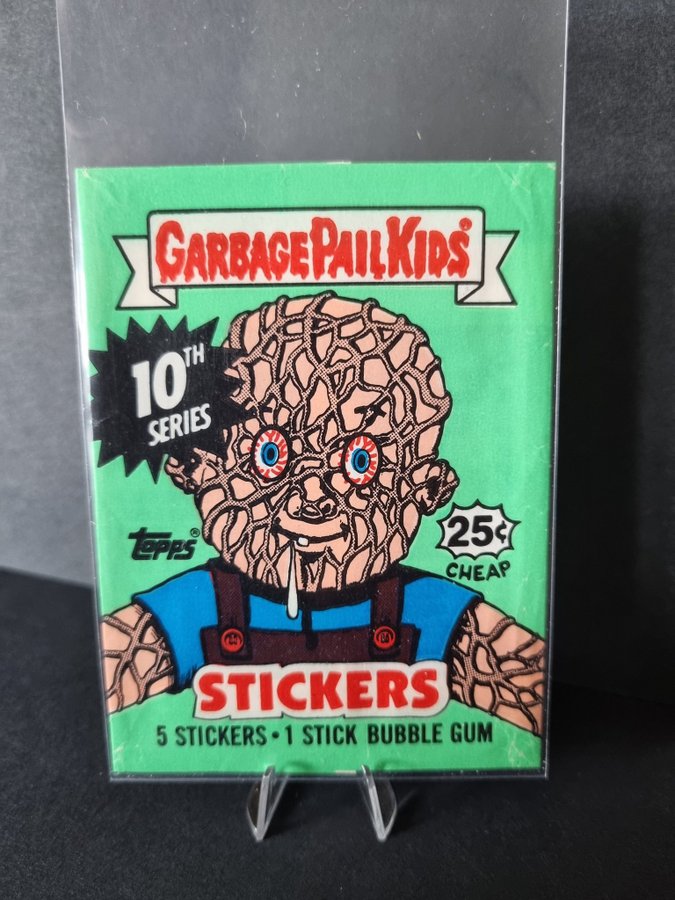 GARBAGE PAIL KIDS®
10TH
SERIES
topps®
25¢
CHEAP
STICKERS
5 STICKERS • 1 STICK BUBBLE GUM